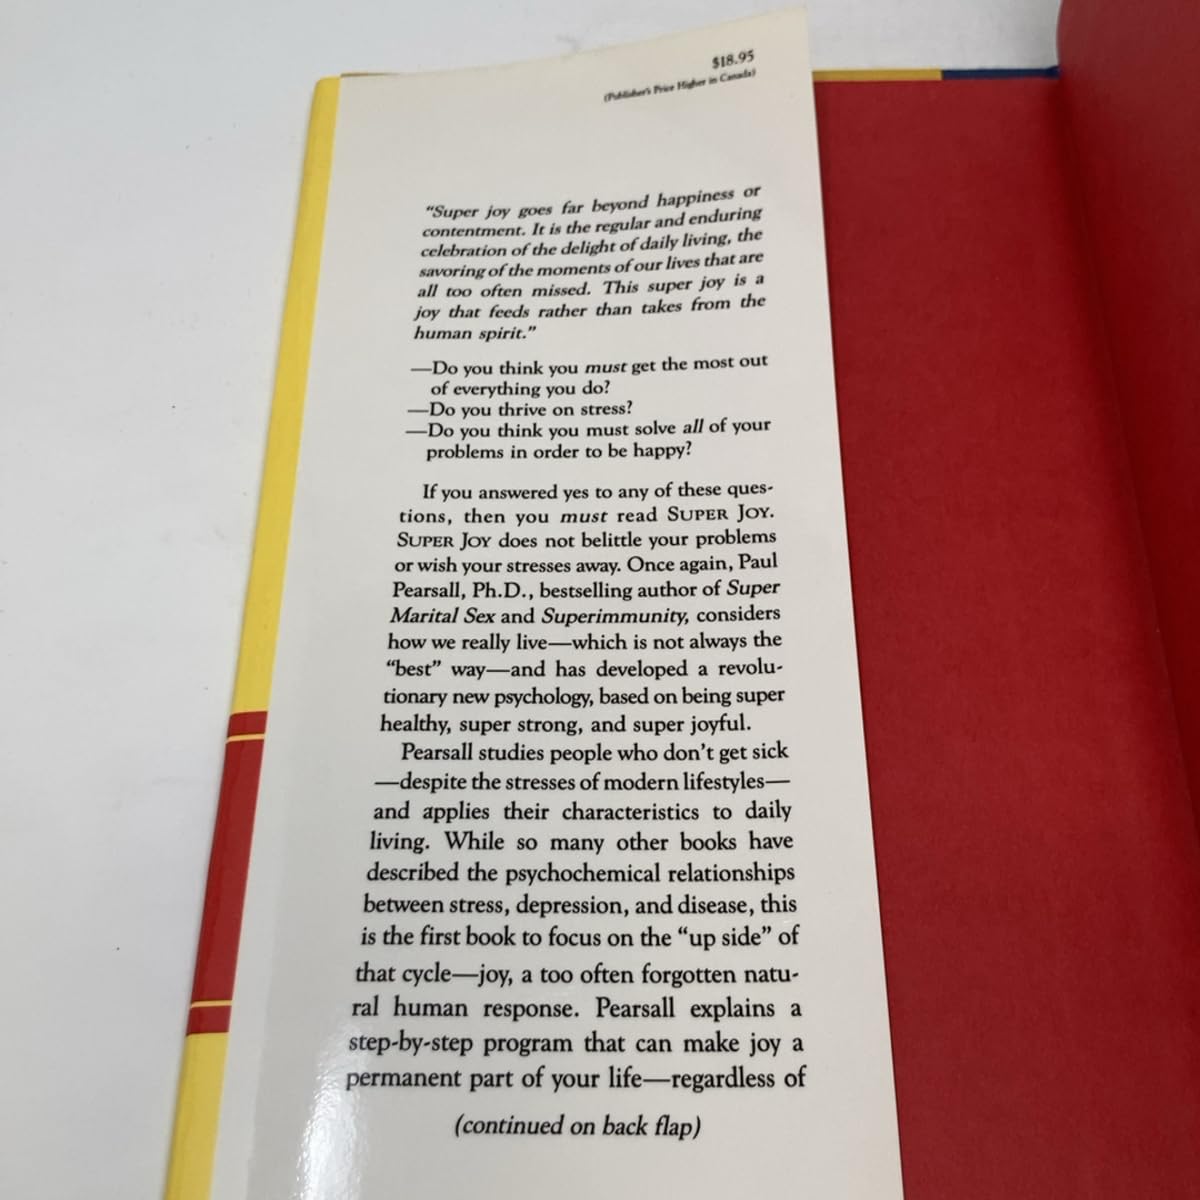 $18.95
(Publisher's Price Higher in Canada)
"Super joy goes far beyond happiness or
contentment. It is the regular and enduring
celebration of the delight of daily living, the
savoring of the moments of our lives that are
all too often missed. This super joy is a
joy that feeds rather than takes from the
human spirit."
—Do you think you must get the most out
of everything you do?
—Do you thrive on stress?
—Do you think you must solve all of your
problems in order to be happy?
If you answered yes to any of these ques-
tions, then you must read SUPER JOY.
SUPER JOY does not belittle your problems
or wish your stresses away. Once again, Paul
Pearsall, Ph.D., bestselling author of Super
Marital Sex and Superimmunity, considers
how we really live—which is not always the
"best" way—and has developed a revolu-
tionary new psychology, based on being super
healthy, super strong, and super joyful.
Pearsall studies people who don't get sick
—despite the stresses of modern lifestyles—
and applies their characteristics to daily
living. While so many other books have
described the psychochemical relationships
between stress, depression, and disease, this
is the first book to focus on the "up side" of
that cycle—joy, a too often forgotten natu-
ral human response. Pearsall explains a
step-by-step program that can make joy a
permanent part of your life—regardless of
(continued on back flap)